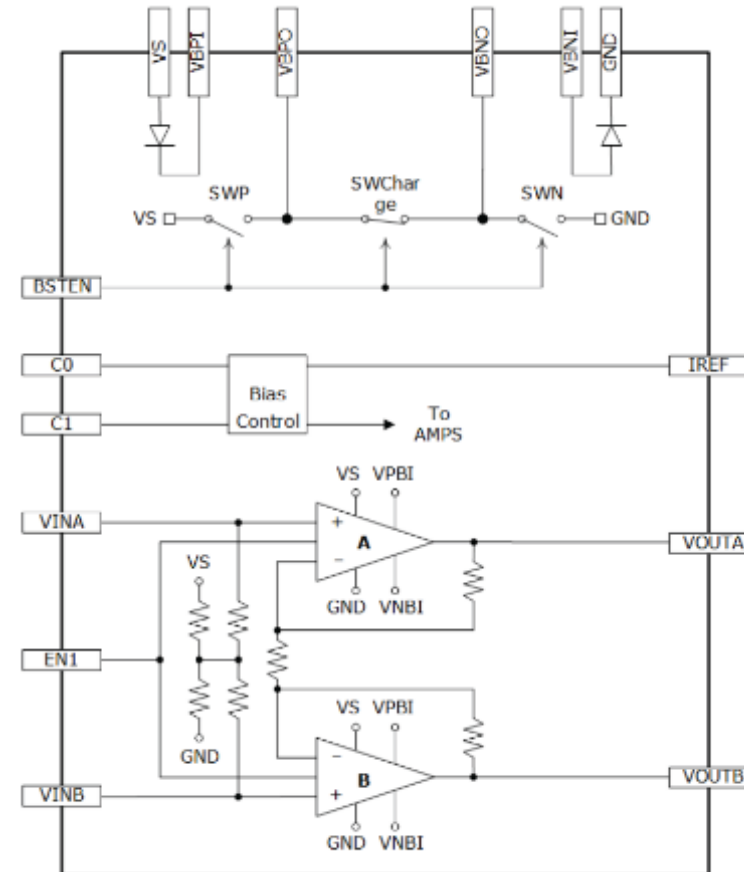 VS
VBPI
VBPO
VBNO
VBNI
GND
SWP
SWChar
ge
SWN
VS
GND
BSTEN
C0
IREF
Bias
Control
C1
To
AMPS
VS VPBI
VINA
+
A
VOUTA
−
VS
GND VNBI
EN1
GND
VS VPBI
−
B
VOUTB
+
VINB
GND VNBI